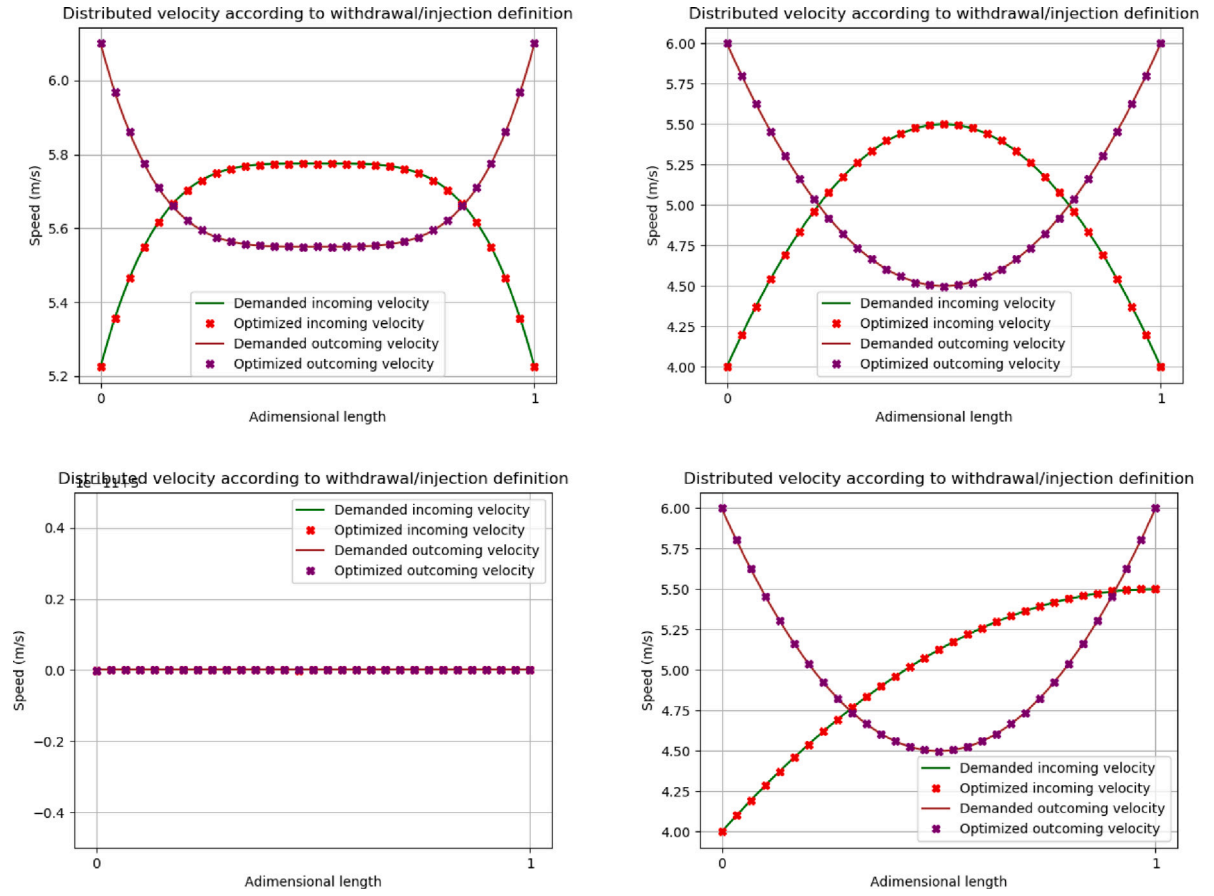 Distributed velocity according to withdrawal/injection definition
6.0
5.8
5.6
5.4
5.2
Speed (m/s)
Demanded incoming velocity
Optimized incoming velocity
Demanded outcoming velocity
Optimized outcoming velocity
0
1
Adimensional length
Distributed velocity according to withdrawal/injection definition
6.00
5.75
5.50
5.25
5.00
4.75
4.50
4.25
4.00
Speed (m/s)
Demanded incoming velocity
Optimized incoming velocity
Demanded outcoming velocity
Optimized outcoming velocity
0
1
Adimensional length
Distributed velocity according to withdrawal/injection definition
1e−11+5
0.4
0.2
0.0
−0.2
−0.4
Speed (m/s)
Demanded incoming velocity
Optimized incoming velocity
Demanded outcoming velocity
Optimized outcoming velocity
0
1
Adimensional length
Distributed velocity according to withdrawal/injection definition
6.00
5.75
5.50
5.25
5.00
4.75
4.50
4.25
4.00
Speed (m/s)
Demanded incoming velocity
Optimized incoming velocity
Demanded outcoming velocity
Optimized outcoming velocity
0
1
Adimensional length